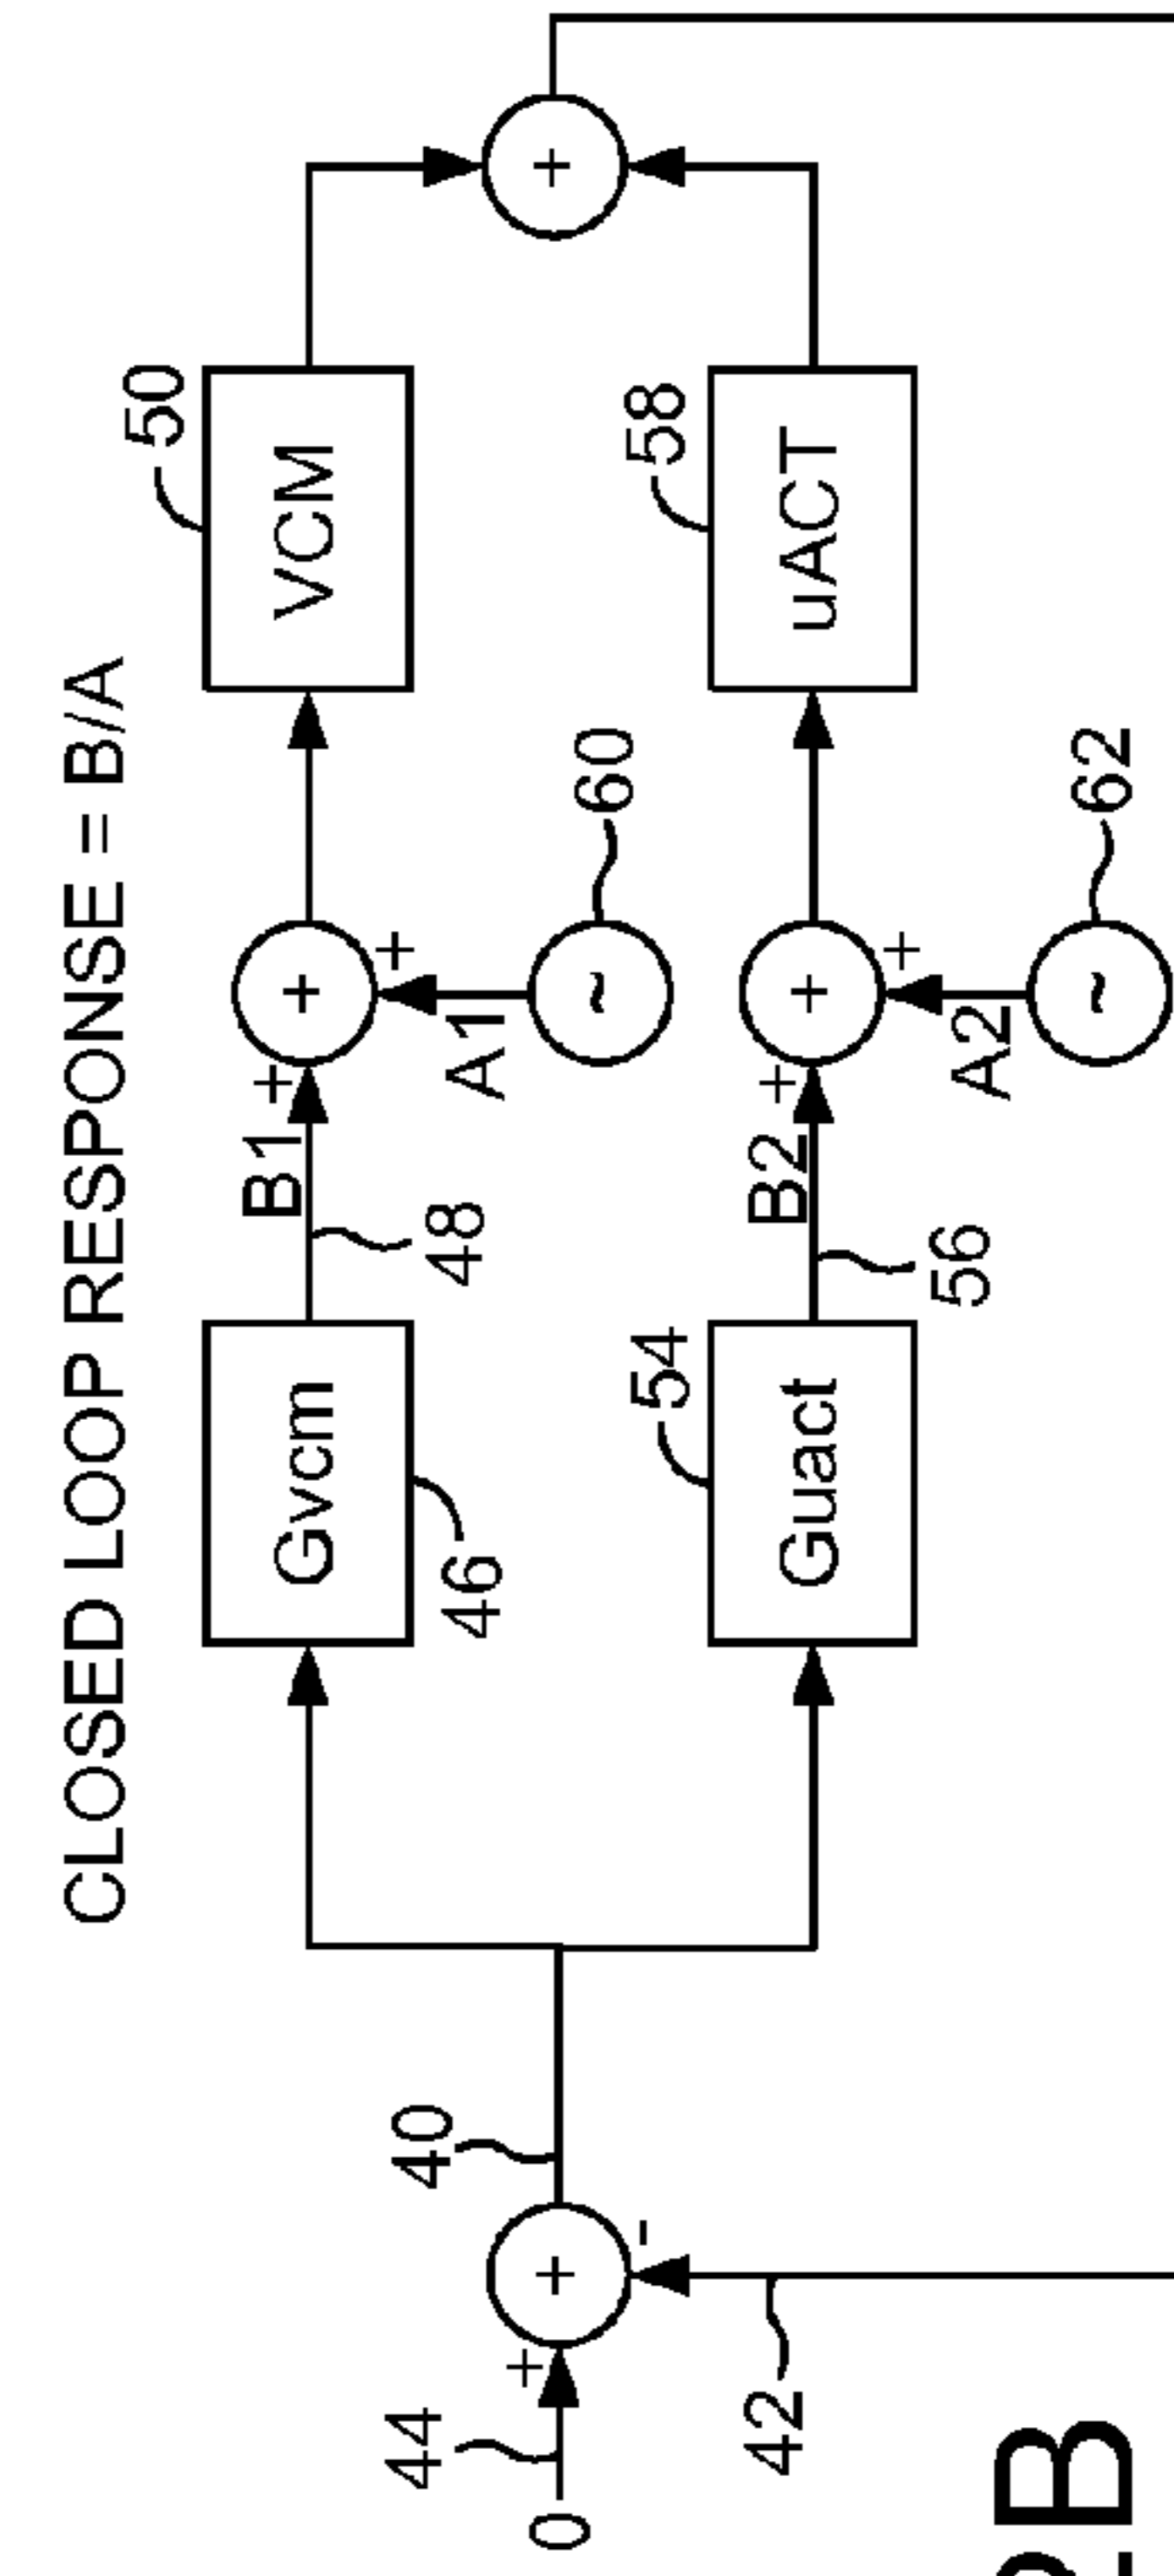 CLOSED LOOP RESPONSE = B/A
50
VCM
+
60
+
+
A1
~
+
B1
48
Gvcm
46
+
58
uACT
62
+
+
A2
~
+
B2
56
54
Guact
40
+
-
+
44
0
42
2B